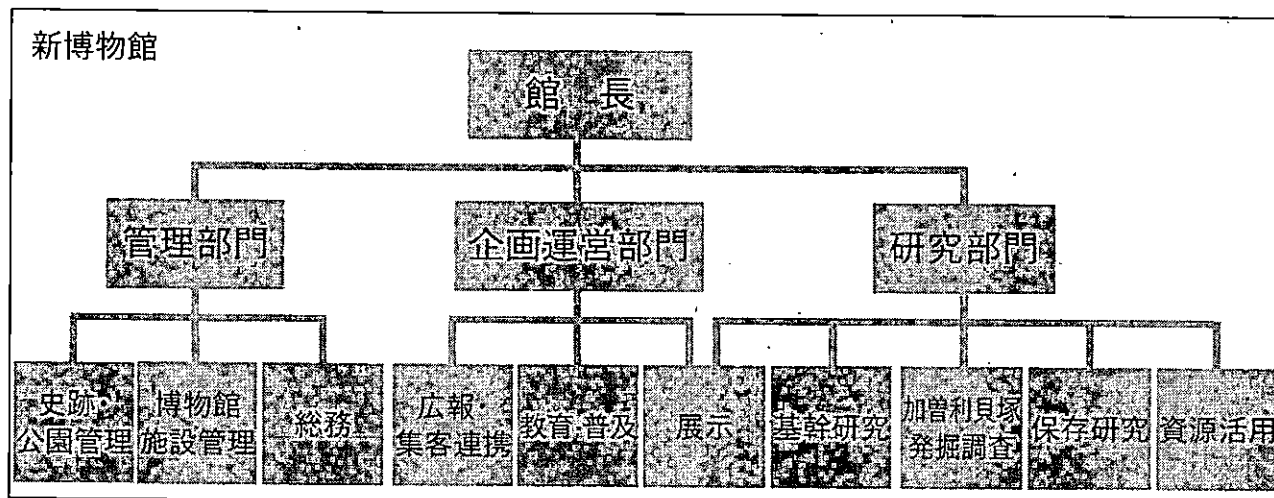 新博物館
館　長
管理部門
企画運営部門
研究部門
史跡・
公園管理
博物館
施設管理
総務
広報・
集客連携
教育・普及
展示
基幹研究
加曽利貝塚
発掘調査
保存研究
資源活用